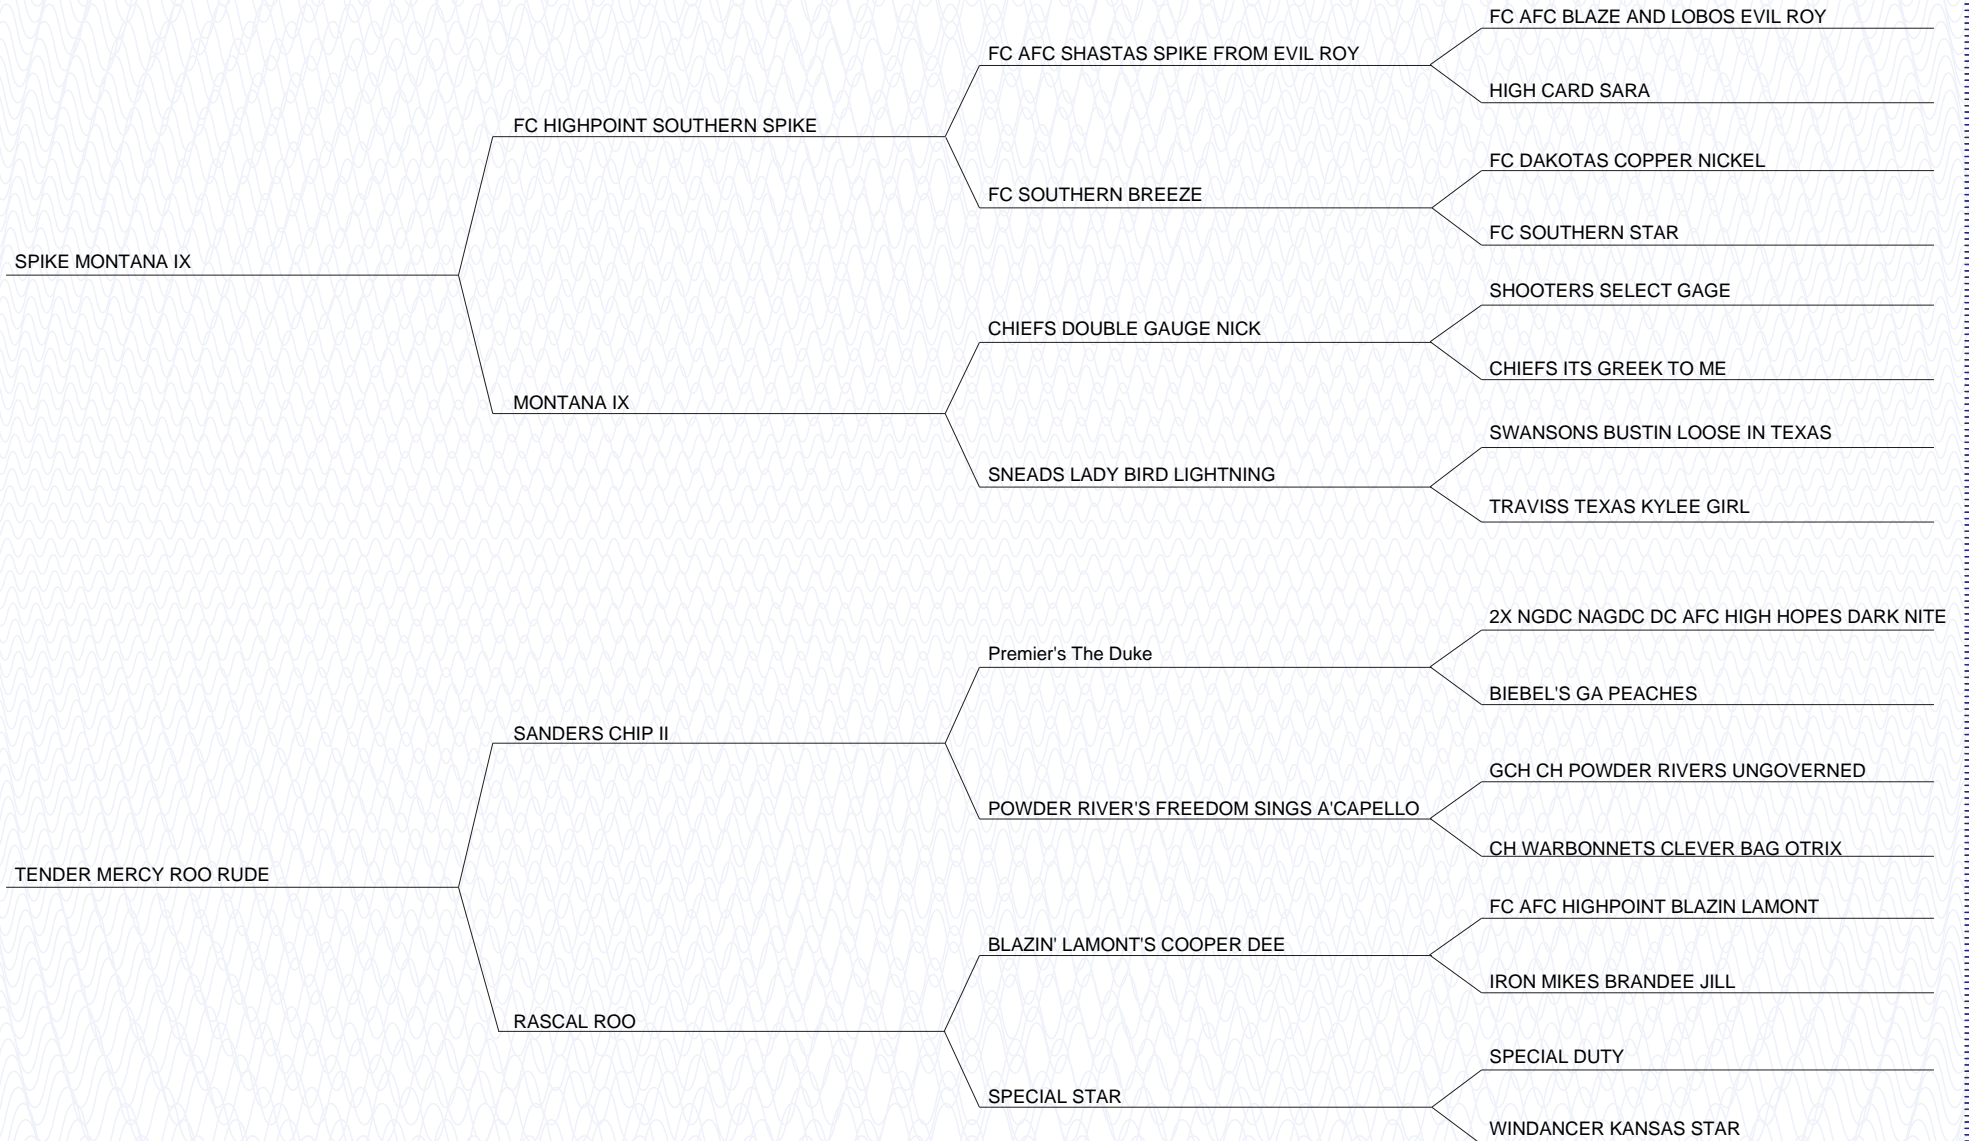 FC AFC BLAZE AND LOBOS EVIL ROY
FC AFC SHASTAS SPIKE FROM EVIL ROY
HIGH CARD SARA
FC HIGHPOINT SOUTHERN SPIKE
FC DAKOTAS COPPER NICKEL
FC SOUTHERN BREEZE
FC SOUTHERN STAR
SPIKE MONTANA IX
SHOOTERS SELECT GAGE
CHIEFS DOUBLE GAUGE NICK
CHIEFS ITS GREEK TO ME
MONTANA IX
SWANSONS BUSTIN LOOSE IN TEXAS
SNEADS LADY BIRD LIGHTNING
TRAVISS TEXAS KYLEE GIRL
2X NGDC NAGDC DC AFC HIGH HOPES DARK NITE
Premier's The Duke
BIEBEL'S GA PEACHES
SANDERS CHIP II
GCH CH POWDER RIVERS UNGOVERNED
POWDER RIVER'S FREEDOM SINGS A'CAPELLO
CH WARBONNETS CLEVER BAG OTRIX
TENDER MERCY ROO RUDE
FC AFC HIGHPOINT BLAZIN LAMONT
BLAZIN' LAMONT'S COOPER DEE
IRON MIKES BRANDEE JILL
RASCAL ROO
SPECIAL DUTY
SPECIAL STAR
WINDANCER KANSAS STAR